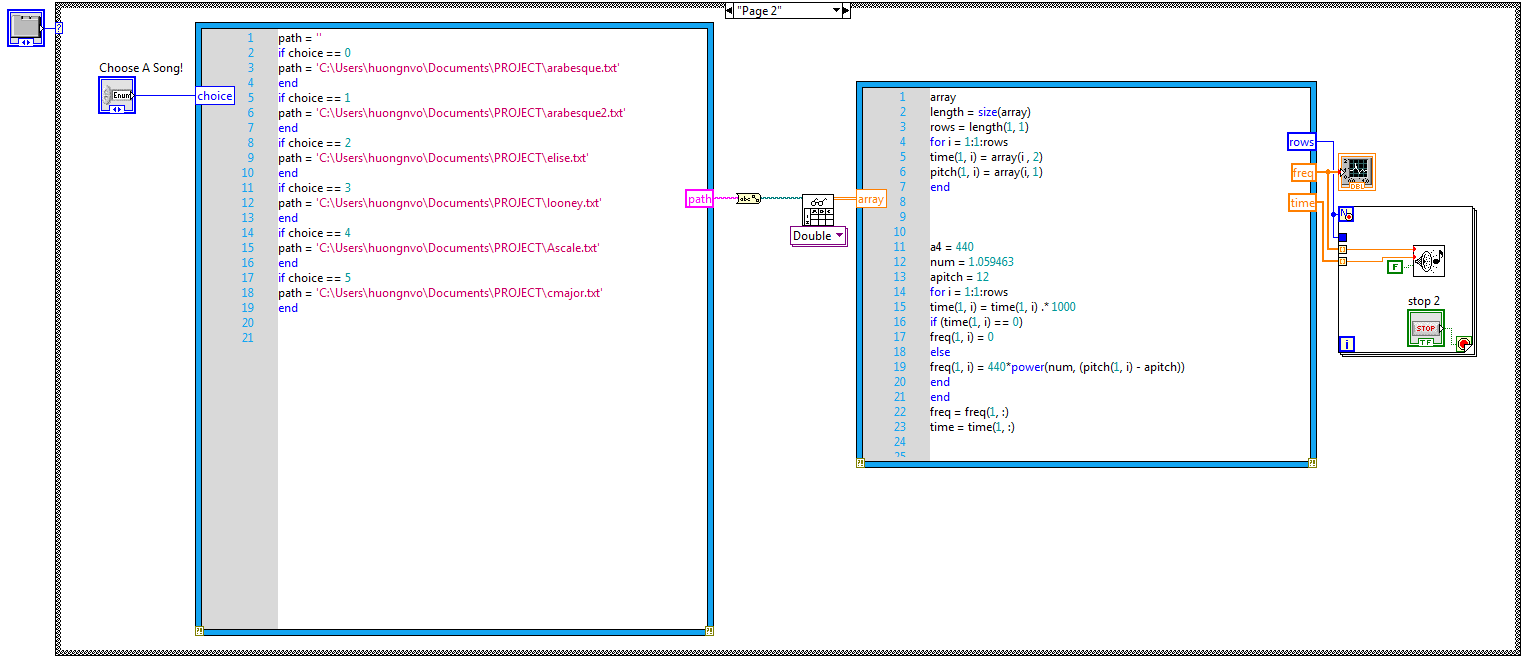 "Page 2"
?
Choose A Song!
Enum
choice
1 path = ''
2 if choice == 0
3 path = 'C:\Users\huongnvo\Documents\PROJECT\arabesque.txt'
4 end
5 if choice == 1
6 path = 'C:\Users\huongnvo\Documents\PROJECT\arabesque2.txt'
7 end
8 if choice == 2
9 path = 'C:\Users\huongnvo\Documents\PROJECT\elise.txt'
10 end
11 if choice == 3
12 path = 'C:\Users\huongnvo\Documents\PROJECT\looney.txt'
13 end
14 if choice == 4
15 path = 'C:\Users\huongnvo\Documents\PROJECT\Ascale.txt'
16 end
17 if choice == 5
18 path = 'C:\Users\huongnvo\Documents\PROJECT\cmajor.txt'
19 end
20
21
path
abc
Double
array
1 array
2 length = size(array)
3 rows = length(1, 1)
4 for i = 1:1:rows
5 time(1, i) = array(i , 2)
6 pitch(1, i) = array(i, 1)
7 end
8
9
10
11 a4 = 440
12 num = 1.059463
13 apitch = 12
14 for i = 1:1:rows
15 time(1, i) = time(1, i) .* 1000
16 if (time(1, i) == 0)
17 freq(1, i) = 0
18 else
19 freq(1, i) = 440*power(num, (pitch(1, i) - apitch))
20 end
21 end
22 freq = freq(1, :)
23 time = time(1, :)
24
25
rows
freq
time
DBL
N
F
stop 2
STOP
TF
i